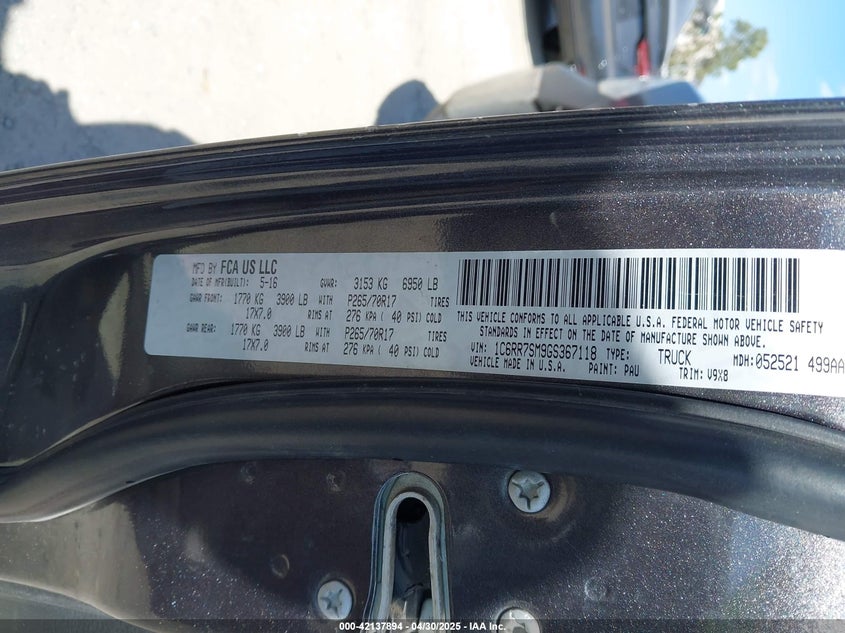 MFD BY FCA US LLC
DATE OF MFR(BUILT): 5-16 GVWR: 3153 KG 6950 LB
GAWR FRONT: 1770 KG 3900 LB WITH P265/70R17 TIRES
17X7.0 RIMS AT 276 KPA ( 40 PSI) COLD
GAWR REAR: 1770 KG 3900 LB WITH P265/70R17 TIRES
17X7.0 RIMS AT 276 KPA ( 40 PSI) COLD
THIS VEHICLE CONFORMS TO ALL APPLICABLE U.S.A. FEDERAL MOTOR VEHICLE SAFETY
STANDARDS IN EFFECT ON THE DATE OF MANUFACTURE SHOWN ABOVE.
VIN: 1C6RR7SM9GS367118 TYPE: TRUCK MDH:052521 499AA
VEHICLE MADE IN U.S.A. PAINT: PAU TRIM: V9X8
000-42137894 - 04/30/2025 - IAA, Inc.